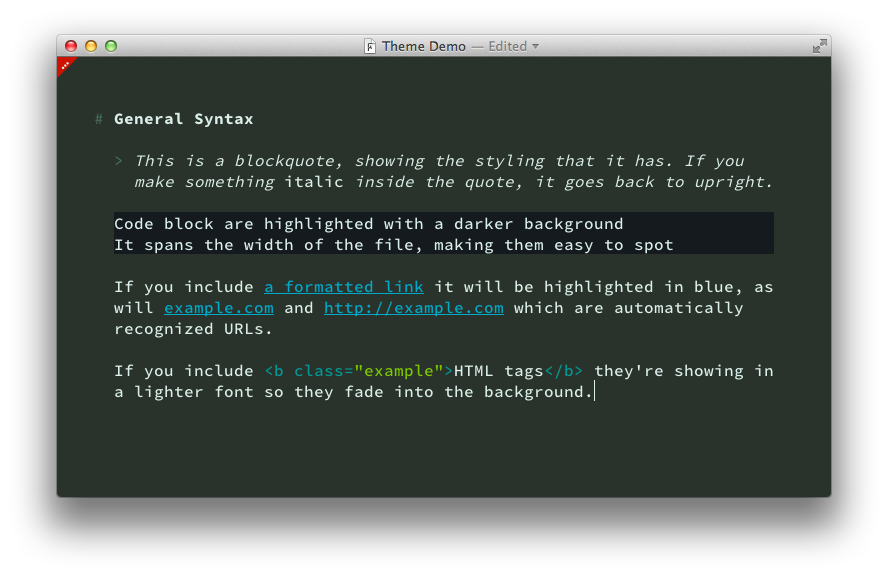 Theme Demo — Edited
# General Syntax
> This is a blockquote, showing the styling that it has. If you
make something italic inside the quote, it goes back to upright.
Code block are highlighted with a darker background
It spans the width of the file, making them easy to spot
If you include a formatted link it will be highlighted in blue, as
will example.com and http://example.com which are automatically
recognized URLs.
If you include <b class="example">HTML tags</b> they're showing in
a lighter font so they fade into the background.